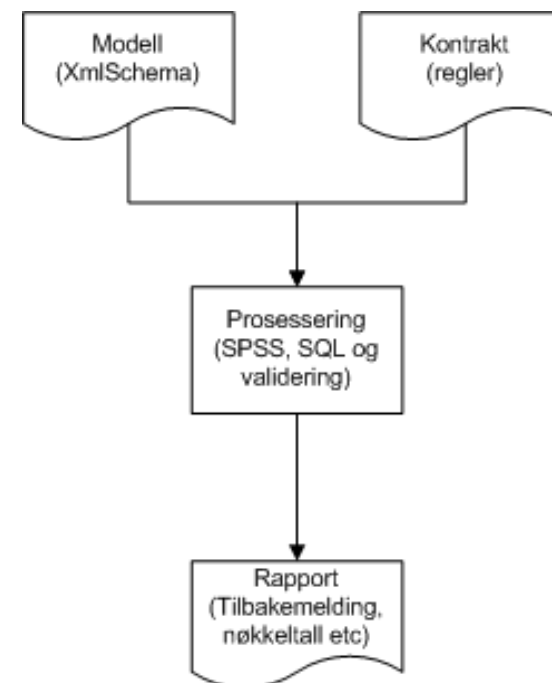 Modell
(XmlSchema)
Kontrakt
(regler)
Prosessering
(SPSS, SQL og
validering)
Rapport
(Tilbakemelding,
nøkkeltall etc)